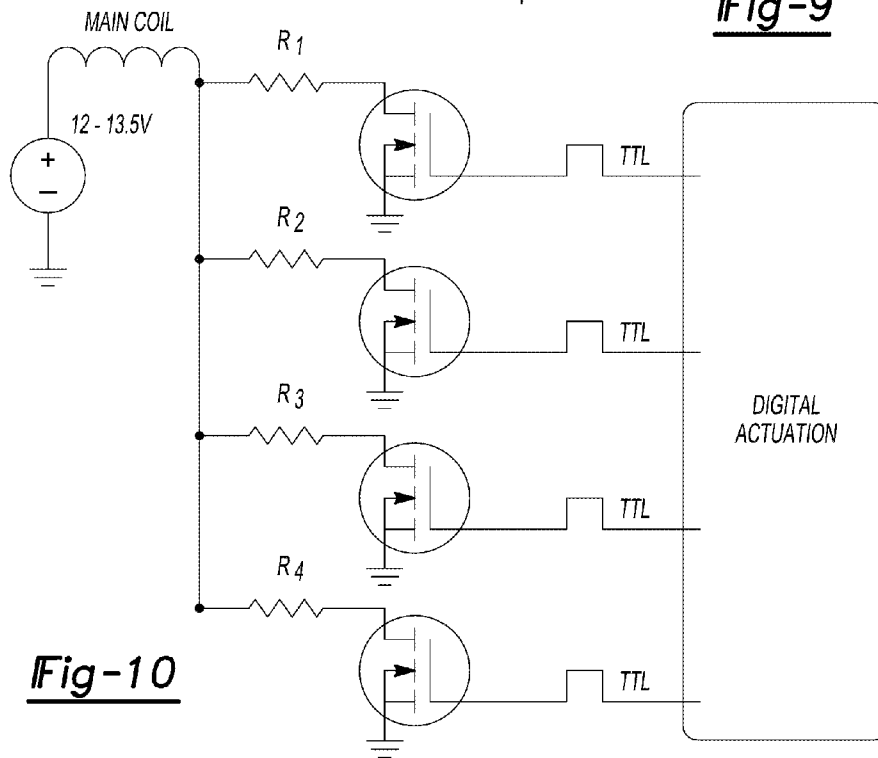 Fig-9
MAIN COIL
R1
12 - 13.5V
+
−
TTL
R2
TTL
R3
DIGITAL
ACTUATION
TTL
R4
TTL
Fig-10